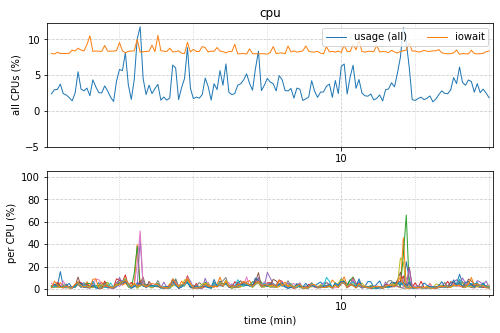 cpu
all CPUs (%)
10
5
0
−5
usage (all)
iowait
10
per CPU (%)
100
80
60
40
20
0
10
time (min)